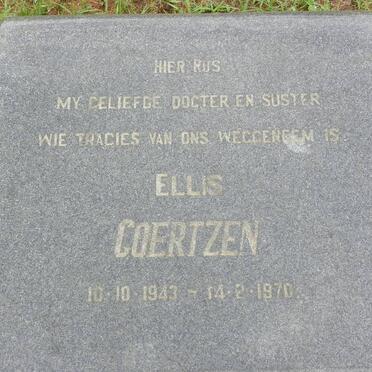 HIER RUS
MY GELIEFDE DOGTER EN SUSTER
WIE TRAGIES VAN ONS WEGGENEEM IS
ELLIS
COERTZEN
10·10·1943 - 14·2·1970